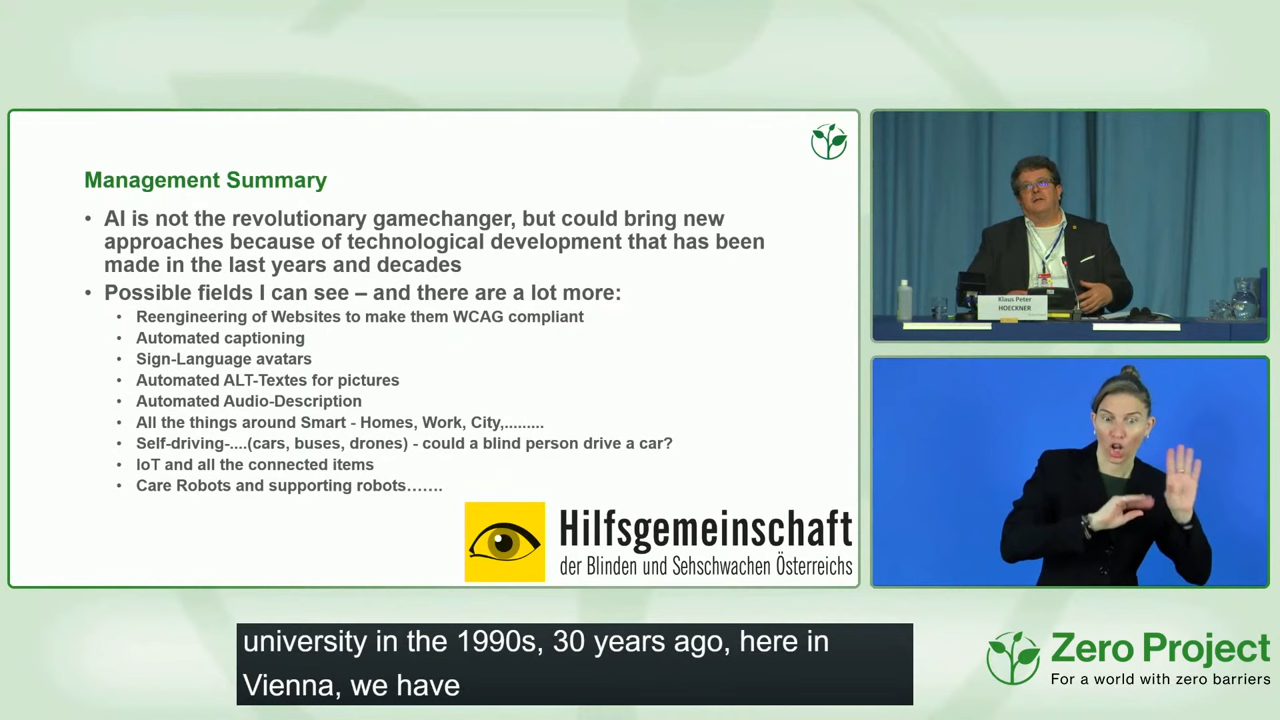 Management Summary
• AI is not the revolutionary gamechanger, but could bring new
approaches because of technological development that has been
made in the last years and decades
• Possible fields I can see – and there are a lot more:
• Reengineering of Websites to make them WCAG compliant
• Automated captioning
• Sign-Language avatars
• Automated ALT-Textes for pictures
• Automated Audio-Description
• All the things around Smart - Homes, Work, City,.........
• Self-driving-....(cars, buses, drones) - could a blind person drive a car?
• IoT and all the connected items
• Care Robots and supporting robots…….
Hilfsgemeinschaft
der Blinden und Sehschwachen Österreichs
Klaus Peter
HOECKNER
university in the 1990s, 30 years ago, here in
Vienna, we have
Zero Project
For a world with zero barriers